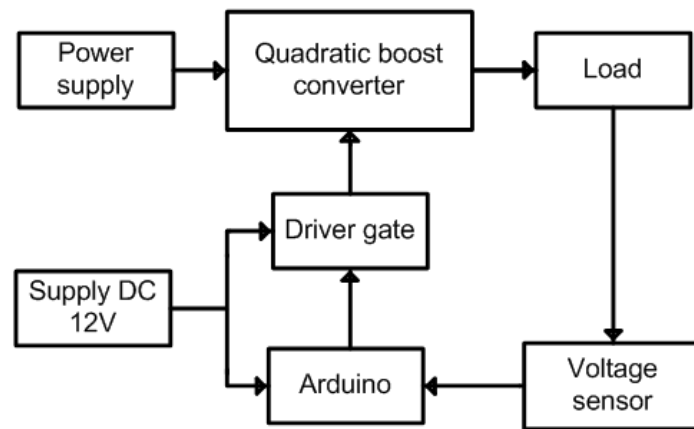 Power
supply
Quadratic boost
converter
Load
Driver gate
Supply DC
12V
Arduino
Voltage
sensor